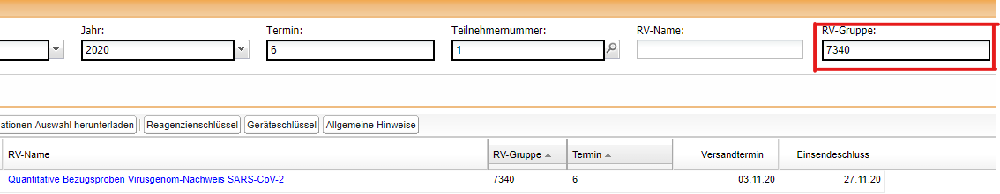 Jahr: Termin: Teilnehmernummer: RV-Name: RV-Gruppe:
2020 6 1 7340
ationen Auswahl herunterladen Reagenzienschlüssel Geräteschlüssel Allgemeine Hinweise
RV-Name RV-Gruppe Termin Versandtermin Einsendeschluss
Quantitative Bezugsproben Virusgenom-Nachweis SARS-CoV-2 7340 6 03.11.20 27.11.20